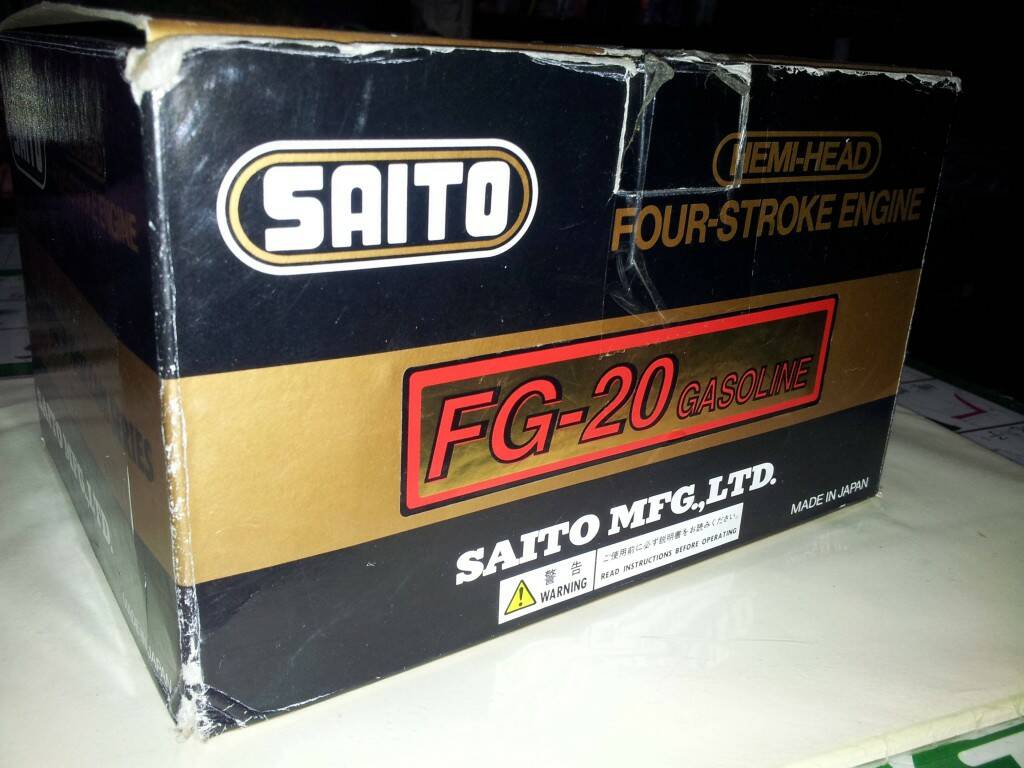 SAITO
HEMI-HEAD
FOUR-STROKE ENGINE
FG-20 GASOLINE
SAITO MFG.,LTD.
MADE IN JAPAN
警告
WARNING
ご使用前に必ず説明書をお読みください。
READ INSTRUCTIONS BEFORE OPERATING